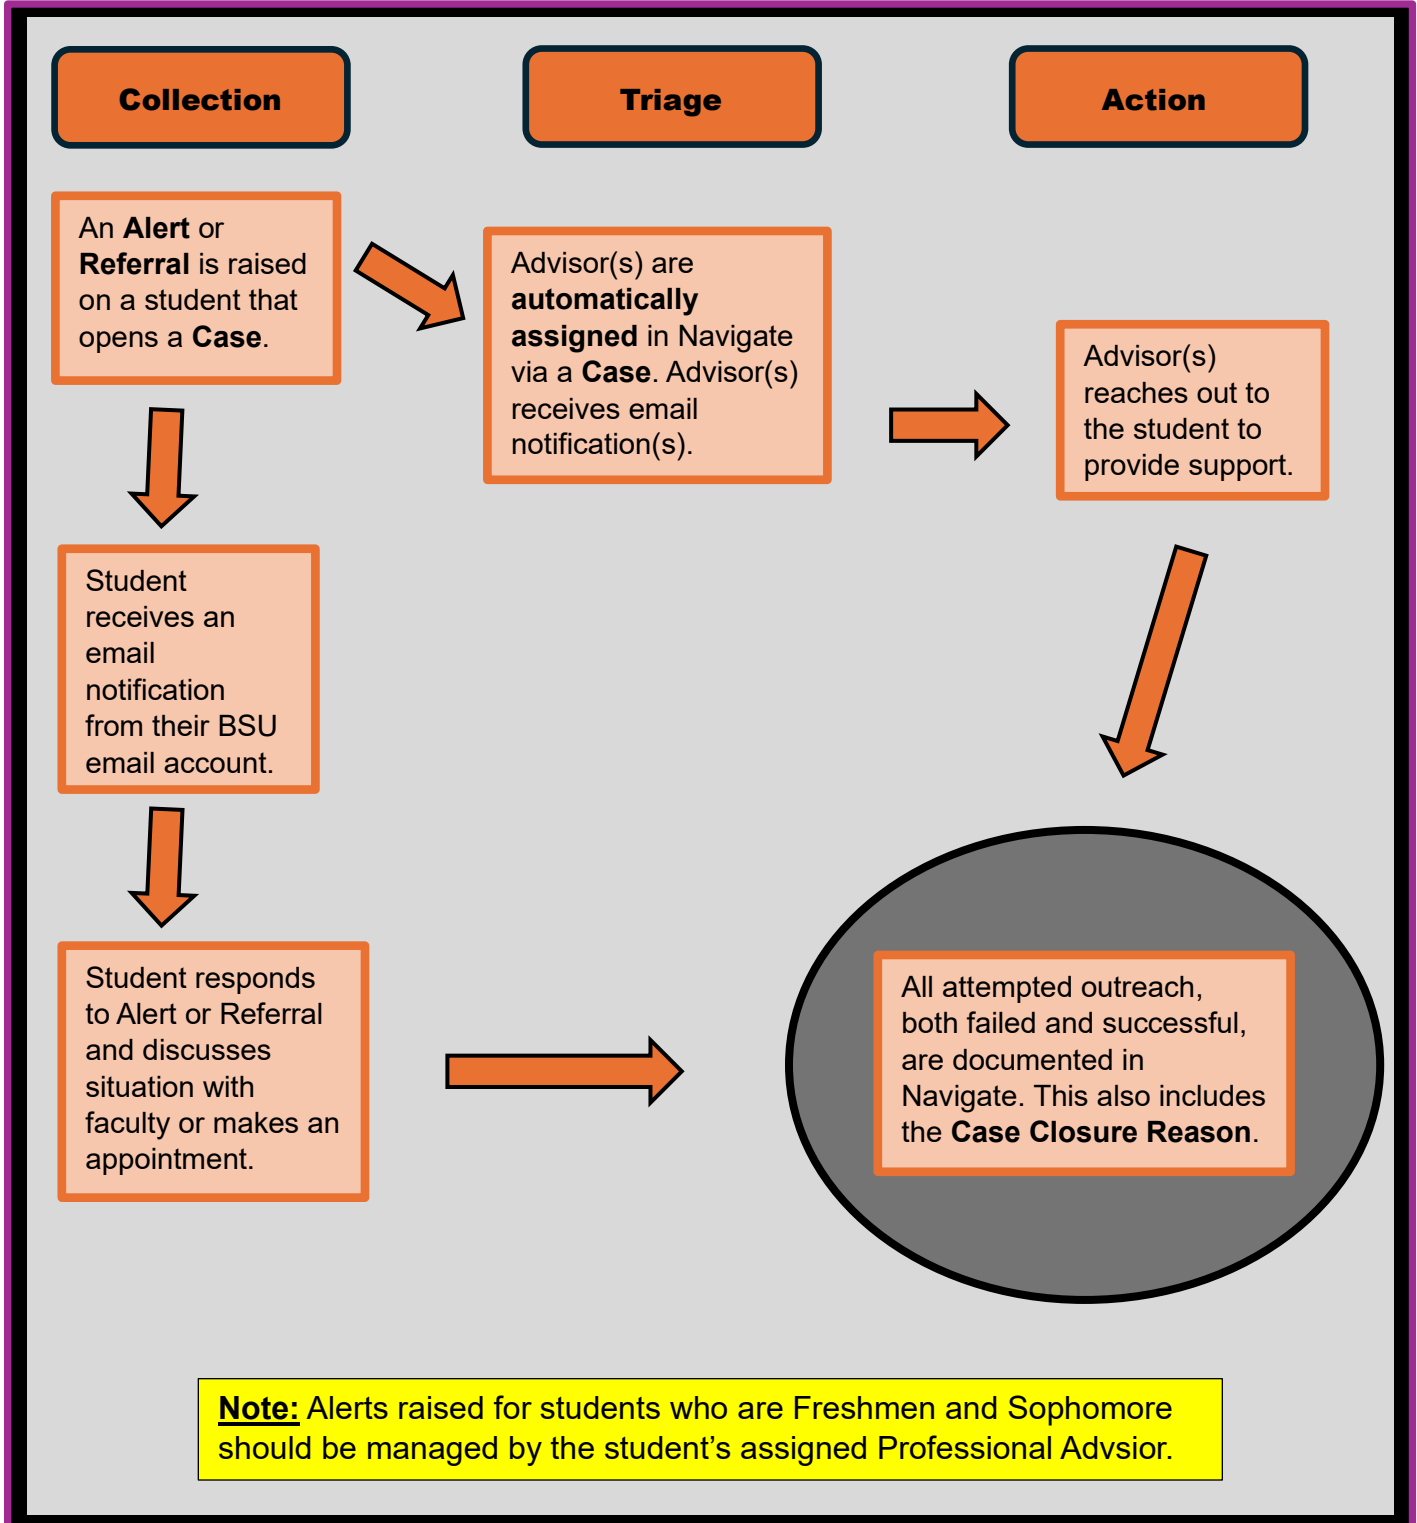 Collection
Triage
Action
An Alert or
Referral is raised
on a student that
opens a Case.
Advisor(s) are
automatically
assigned in Navigate
via a Case. Advisor(s)
receives email
notification(s).
Advisor(s)
reaches out to
the student to
provide support.
Student
receives an
email
notification
from their BSU
email account.
Student responds
to Alert or Referral
and discusses
situation with
faculty or makes an
appointment.
All attempted outreach,
both failed and successful,
are documented in
Navigate. This also includes
the Case Closure Reason.
Note: Alerts raised for students who are Freshmen and Sophomore
should be managed by the student’s assigned Professional Advsior.